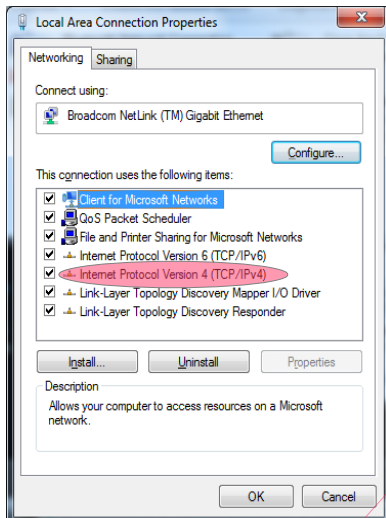 Local Area Connection Properties
x
Networking Sharing
Connect using:
Broadcom NetLink (TM) Gigabit Ethernet
Configure...
This connection uses the following items:
Client for Microsoft Networks
QoS Packet Scheduler
File and Printer Sharing for Microsoft Networks
Internet Protocol Version 6 (TCP/IPv6)
Internet Protocol Version 4 (TCP/IPv4)
Link-Layer Topology Discovery Mapper I/O Driver
Link-Layer Topology Discovery Responder
Install... Uninstall Properties
Description
Allows your computer to access resources on a Microsoft
network.
OK Cancel